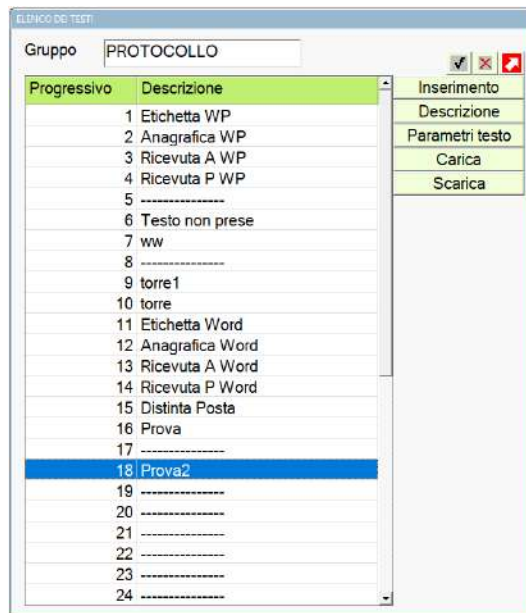 ELENCO DEI TESTI
Gruppo PROTOCOLLO
Progressivo Descrizione
1 Etichetta WP
2 Anagrafica WP
3 Ricevuta A WP
4 Ricevuta P WP
5 ---------------
6 Testo non prese
7 ww
8 ---------------
9 torre1
10 torre
11 Etichetta Word
12 Anagrafica Word
13 Ricevuta A Word
14 Ricevuta P Word
15 Distinta Posta
16 Prova
17 ---------------
18 Prova2
19 ---------------
20 ---------------
21 ---------------
22 ---------------
23 ---------------
24 ---------------
Inserimento
Descrizione
Parametri testo
Carica
Scarica